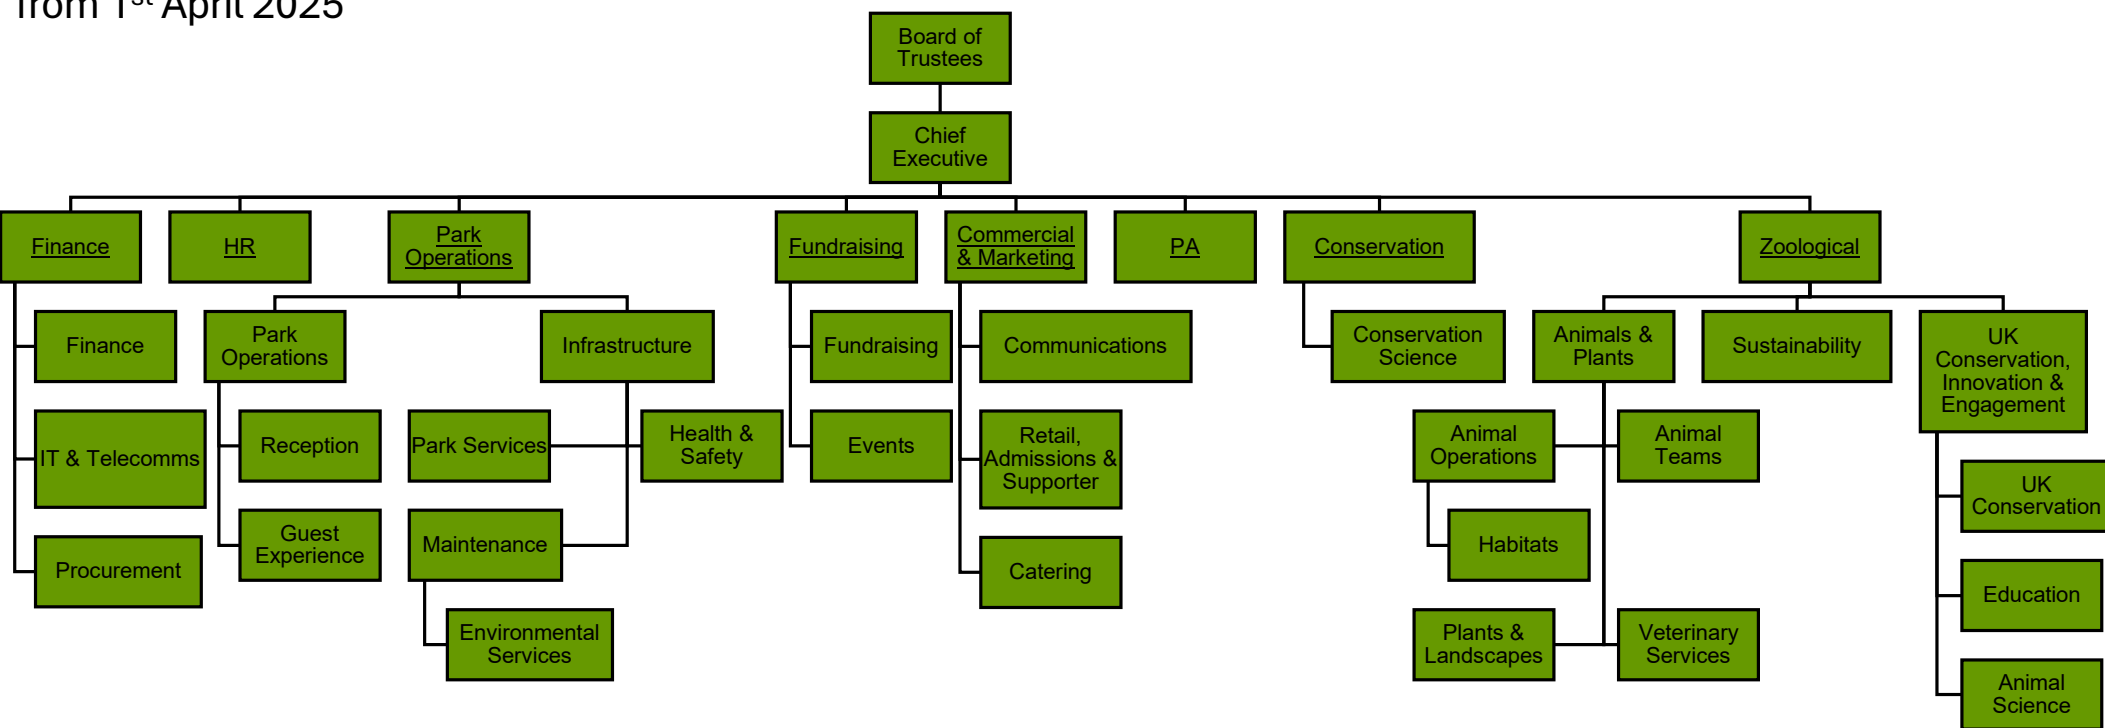 from 1st April 2025
Board of
Trustees
Chief
Executive
Finance
HR
Park
Operations
Fundraising
Commercial
& Marketing
PA
Conservation
Zoological
Finance
Park
Operations
Infrastructure
Fundraising
Communications
Conservation
Science
Animals &
Plants
Sustainability
UK
Conservation,
Innovation &
Engagement
IT & Telecomms
Reception
Park Services
Health &
Safety
Events
Retail,
Admissions &
Supporter
Animal
Operations
Animal
Teams
UK
Conservation
Procurement
Guest
Experience
Maintenance
Catering
Habitats
Education
Environmental
Services
Plants &
Landscapes
Veterinary
Services
Animal
Science